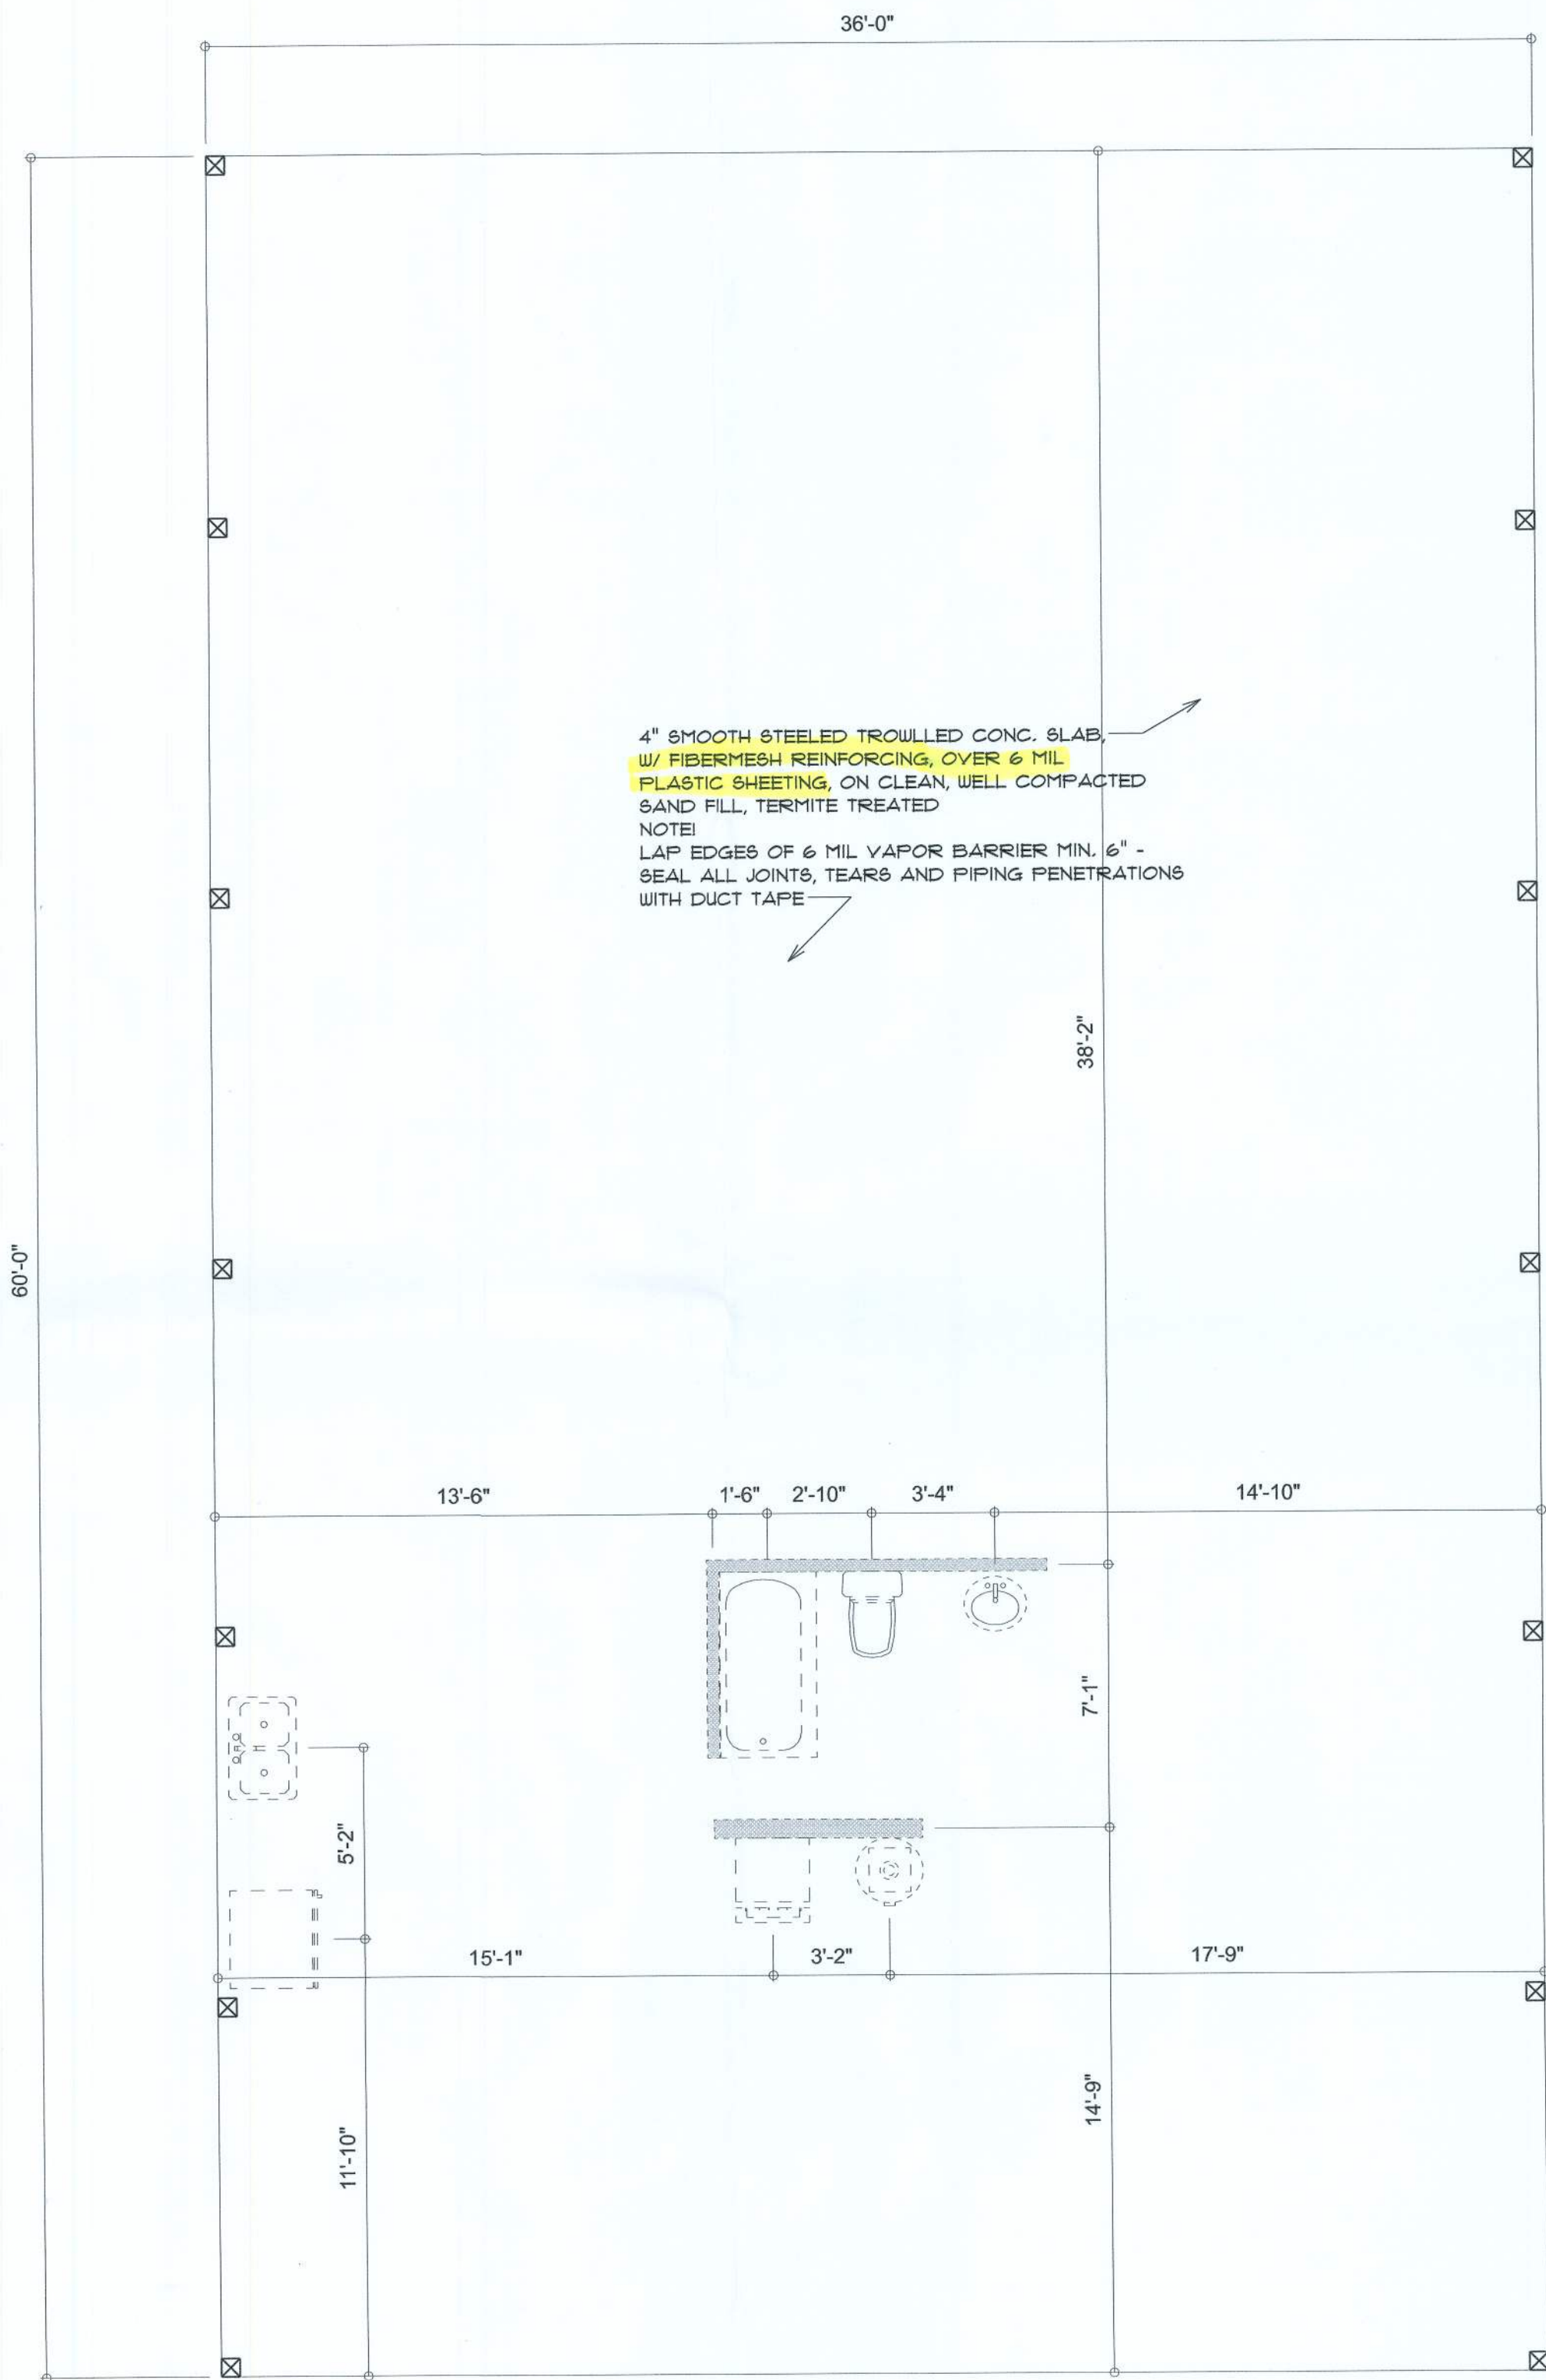 36'-0"
4" SMOOTH STEELED TROWLLED CONC. SLAB,
W/ FIBERMESH REINFORCING, OVER 6 MIL
PLASTIC SHEETING, ON CLEAN, WELL COMPACTED
SAND FILL, TERMITE TREATED
NOTE!
LAP EDGES OF 6 MIL VAPOR BARRIER MIN. 6" -
SEAL ALL JOINTS, TEARS AND PIPING PENETRATIONS
WITH DUCT TAPE
38'-2"
60'-0"
13'-6" 1'-6" 2'-10" 3'-4" 14'-10"
7'-1"
5'-2"
15'-1" 3'-2" 17'-9"
14'-9"
11'-10"